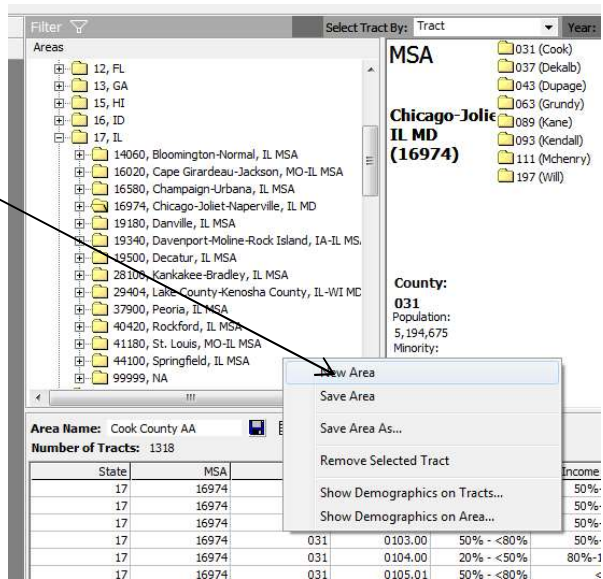 Filter
Select Tract By: Tract
Year:
Areas
12, FL
13, GA
15, HI
16, ID
17, IL
14060, Bloomington-Normal, IL MSA
16020, Cape Girardeau-Jackson, MO-IL MSA
16580, Champaign-Urbana, IL MSA
16974, Chicago-Joliet-Naperville, IL MD
19180, Danville, IL MSA
19340, Davenport-Moline-Rock Island, IA-IL MS
19500, Decatur, IL MSA
28100, Kankakee-Bradley, IL MSA
29404, Lake County-Kenosha County, IL-WI MD
37900, Peoria, IL MSA
40420, Rockford, IL MSA
41180, St. Louis, MO-IL MSA
44100, Springfield, IL MSA
99999, NA
MSA
Chicago-Jolie
IL MD
(16974)
031 (Cook)
037 (Dekalb)
043 (Dupage)
063 (Grundy)
089 (Kane)
093 (Kendall)
111 (Mchenry)
197 (Will)
County:
031
Population:
5,194,675
Minority:
New Area
Save Area
Save Area As...
Remove Selected Tract
Show Demographics on Tracts...
Show Demographics on Area...
Area Name: Cook County AA
Number of Tracts: 1318
State MSA Income
17 16974 50%-
17 16974 50%-
17 16974 50%-
17 16974 031 0103.00 50% - <80% 50%-
17 16974 031 0104.00 20% - <50% 80%-1
17 16974 031 0105.01 50% - <80% <